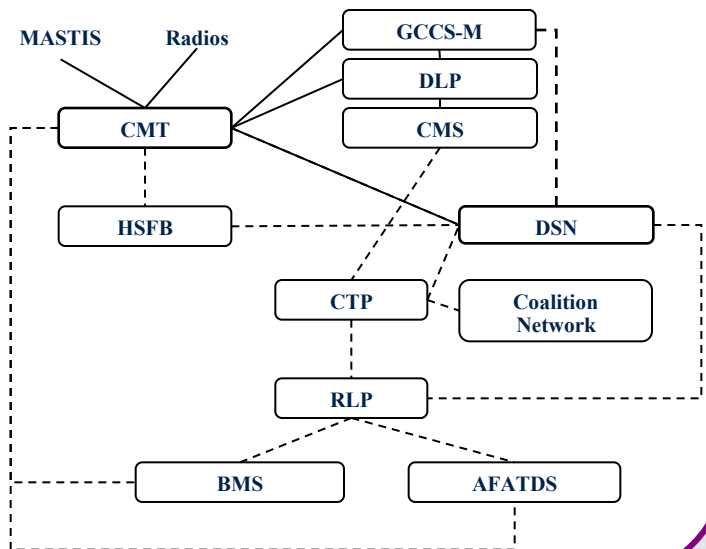 MASTIS
Radios
GCCS-M
DLP
CMT
CMS
HSFB
DSN
CTP
Coalition
Network
RLP
BMS
AFATDS